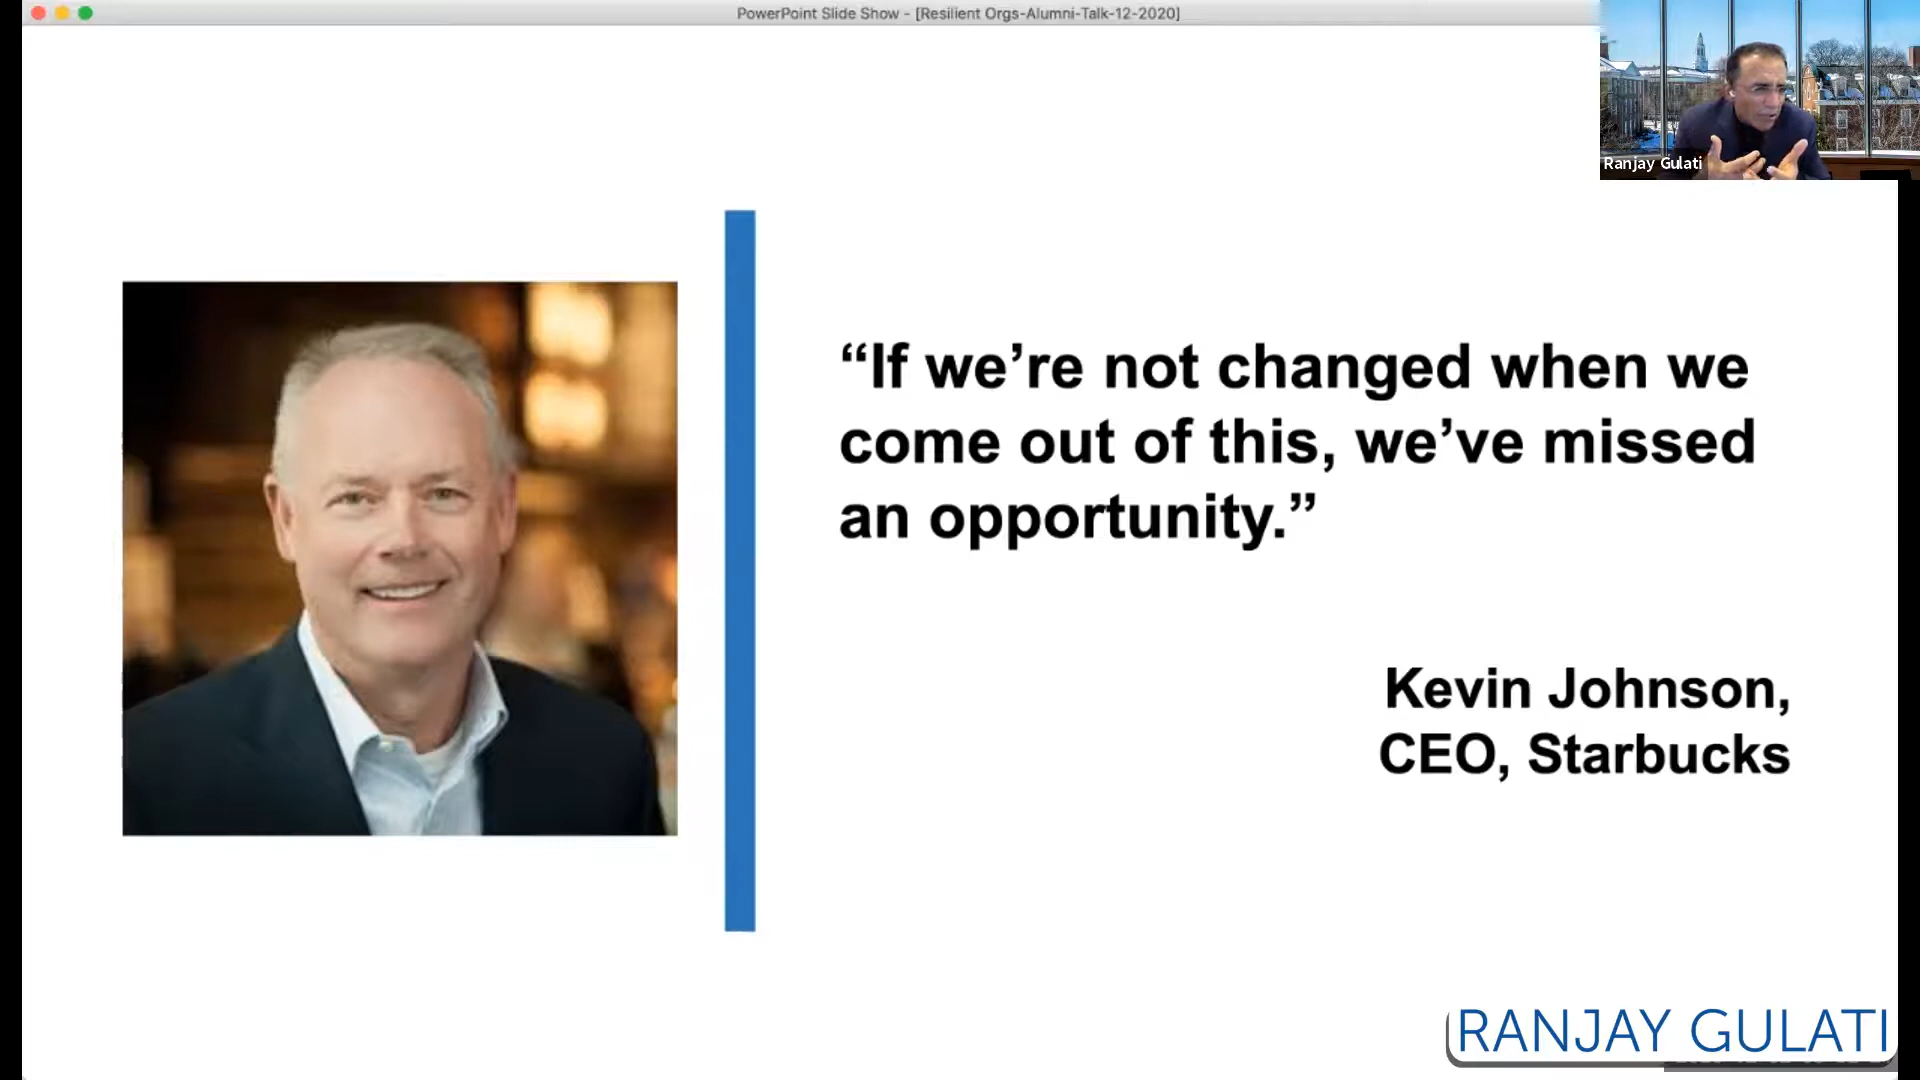 PowerPoint Slide Show - [Resilient Orgs-Alumni-Talk-12-2020]
Ranjay Gulati
“If we’re not changed when we
come out of this, we’ve missed
an opportunity.”
Kevin Johnson,
CEO, Starbucks
RANJAY GULATI